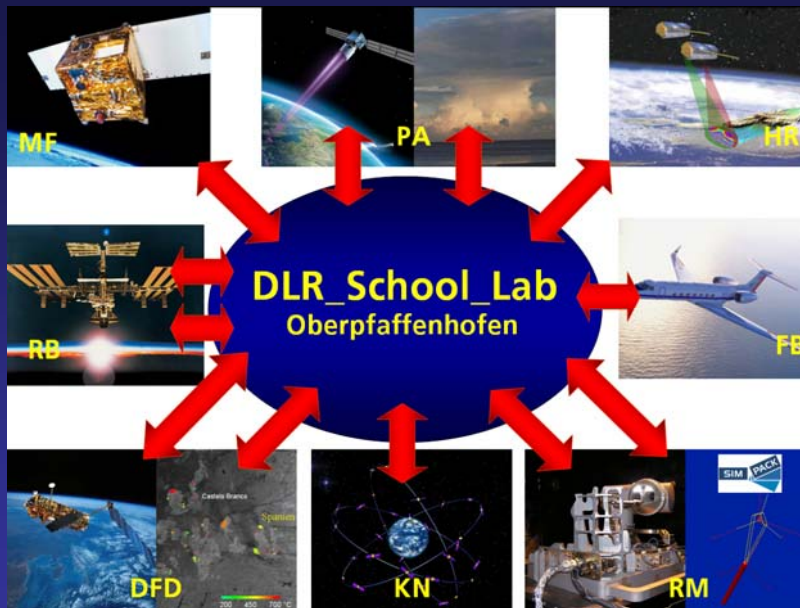 MF
PA
HR
DLR_School_Lab
Oberpfaffenhofen
RB
FB
Castelo Branco
Spanien
200 450 700 °C
DFD
KN
SIM
PACK
RM